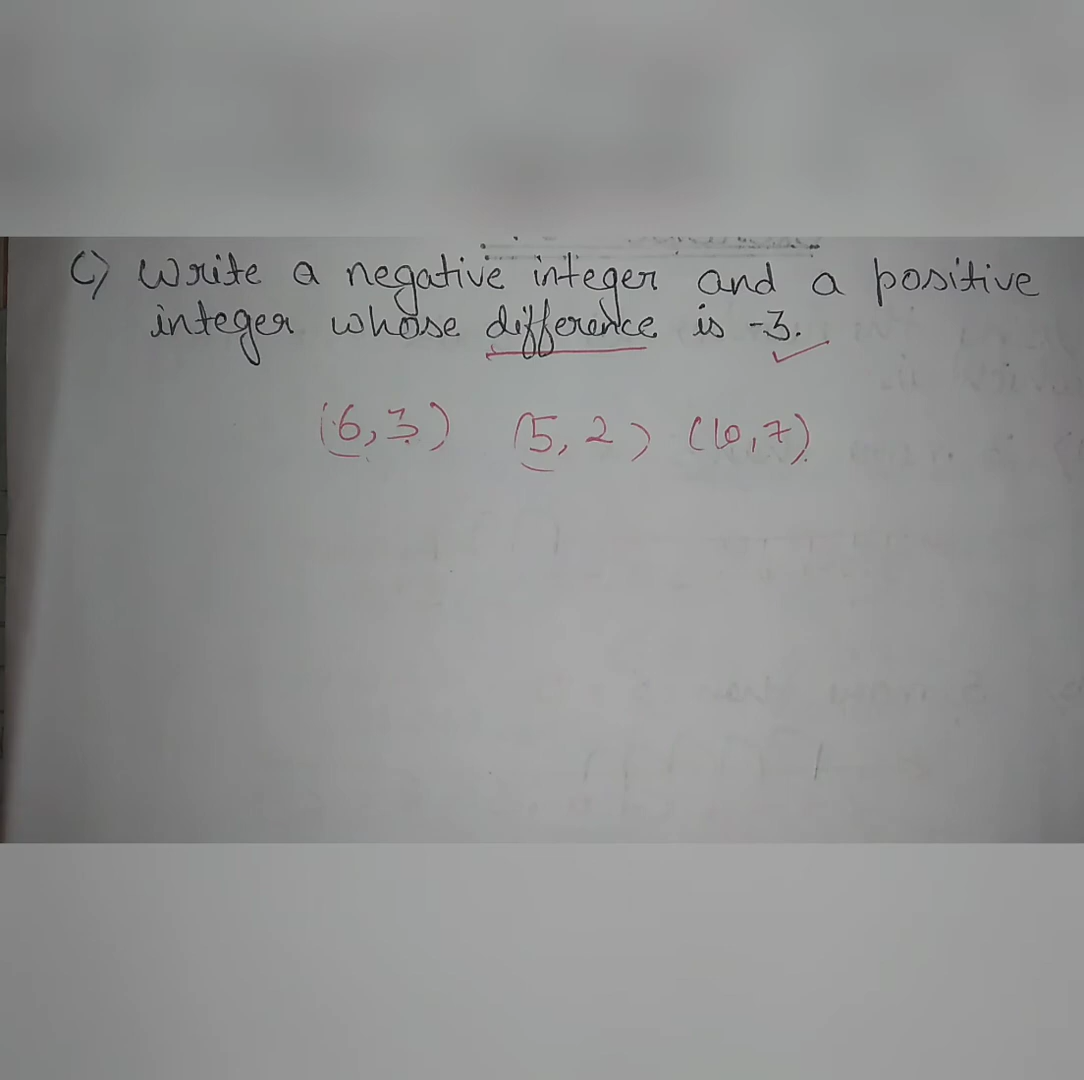 C) Write a negative integer and a positive
integer whose difference is -3.
(6,3) (5,2) (10,7)